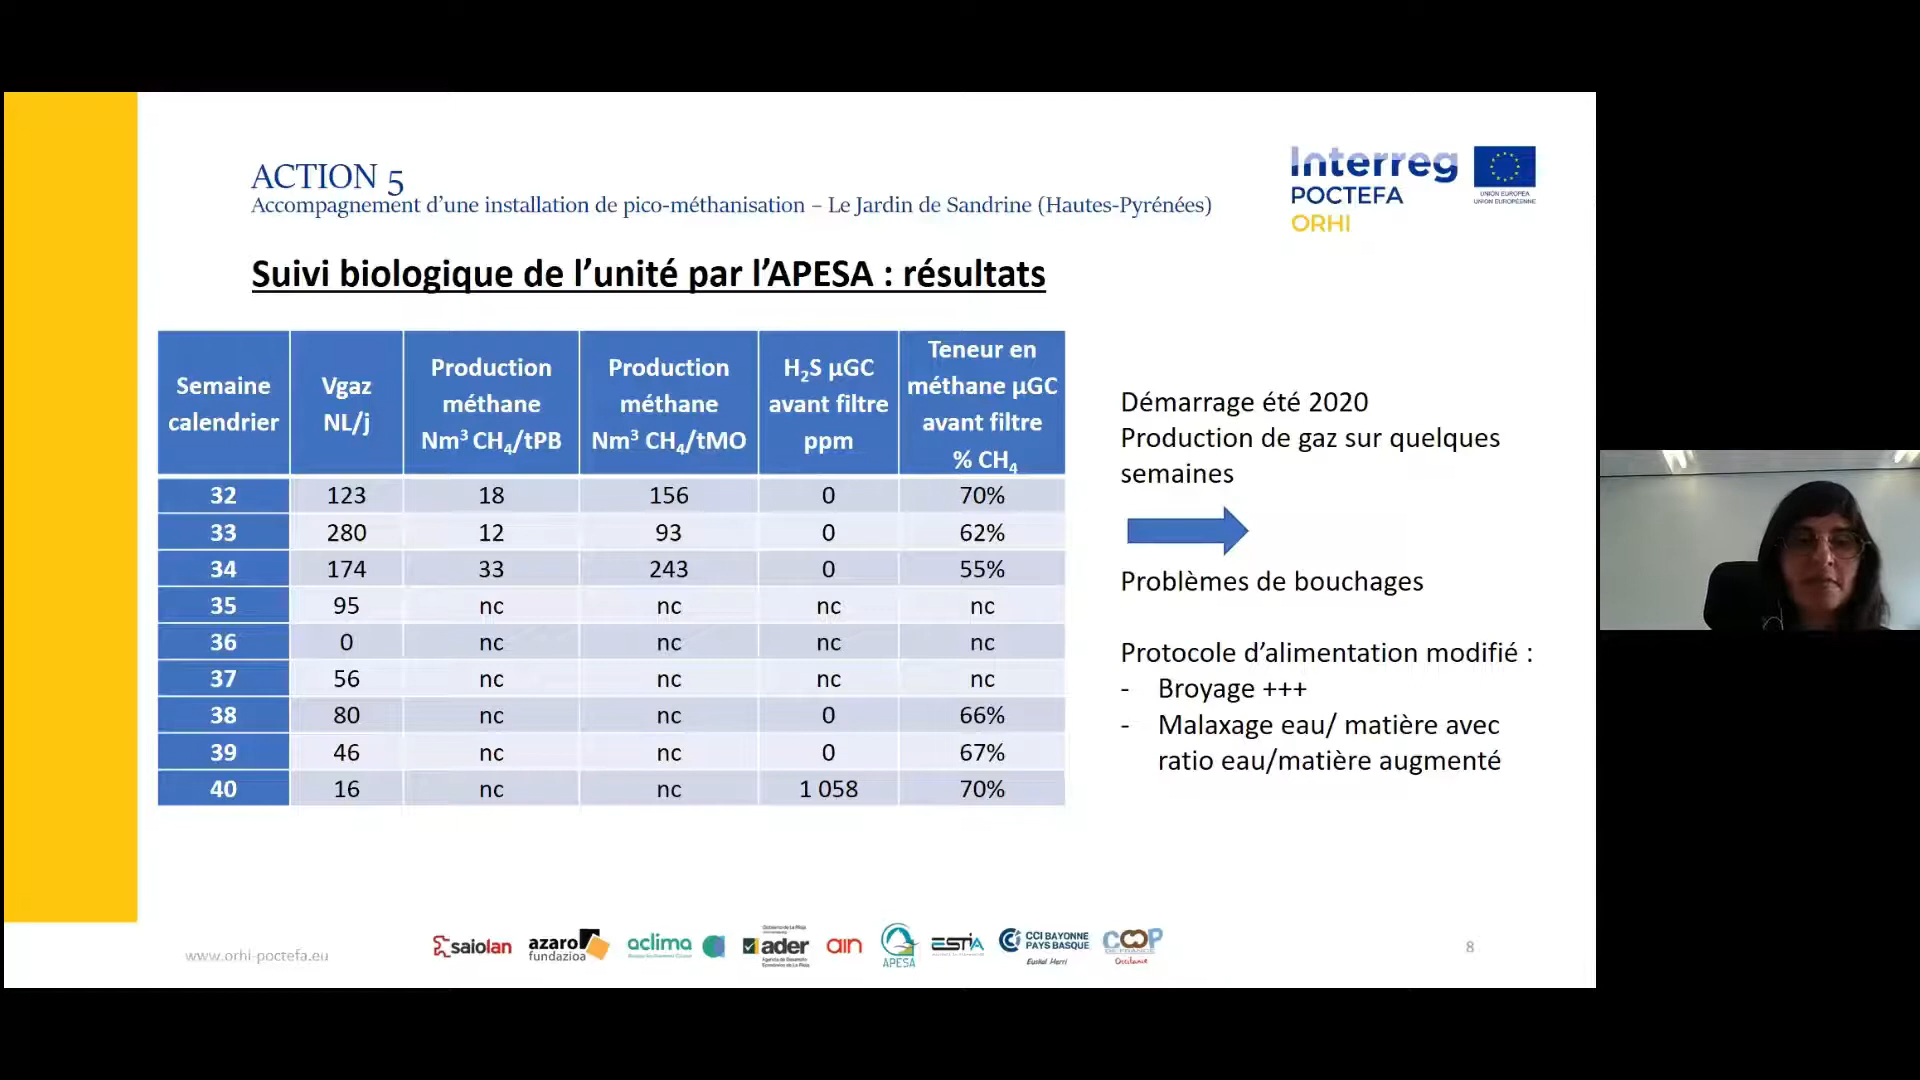 ACTION 5
Accompagnement d'une installation de pico-méthanisation – Le Jardin de Sandrine (Hautes-Pyrénées)
Interreg
POCTEFA
ORHI
UNIÓN EUROPEA
UNION EUROPÉENNE
Suivi biologique de l'unité par l'APESA : résultats
Semaine calendrier | Vgaz NL/j | Production méthane Nm³ CH₄/tPB | Production méthane Nm³ CH₄/tMO | H₂S µGC avant filtre ppm | Teneur en méthane µGC avant filtre % CH₄
32 123 18 156 0 70%
33 280 12 93 0 62%
34 174 33 243 0 55%
35 95 nc nc nc nc
36 0 nc nc nc nc
37 56 nc nc nc nc
38 80 nc nc 0 66%
39 46 nc nc 0 67%
40 16 nc nc 1 058 70%
Démarrage été 2020
Production de gaz sur quelques
semaines
Problèmes de bouchages
Protocole d'alimentation modifié :
- Broyage +++
- Malaxage eau/ matière avec
ratio eau/matière augmenté
www.orhi-poctefa.eu
saiolan
azaro
fundazioa
aclima
ader
ain
APESA
ESTIA
CCI BAYONNE
PAYS BASQUE
Euskal Herri
COOP
DE FRANCE
Occitanie
8